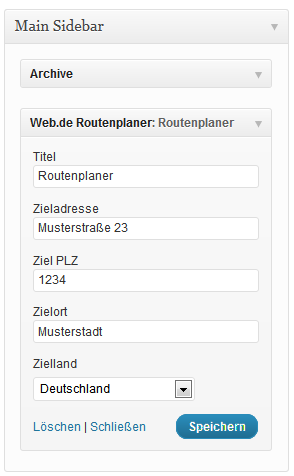 Main Sidebar
Archive
Web.de Routenplaner: Routenplaner
Titel
Routenplaner
Zieladresse
Musterstraße 23
Ziel PLZ
1234
Zielort
Musterstadt
Zielland
Deutschland
Löschen | Schließen Speichern